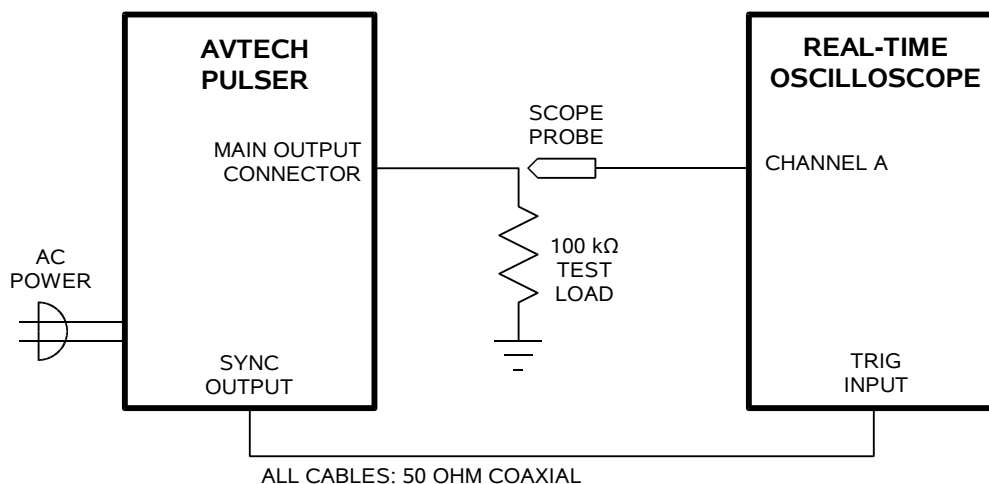 AVTECH
PULSER
MAIN OUTPUT
CONNECTOR
SYNC
OUTPUT
AC
POWER
SCOPE
PROBE
100 kΩ
TEST
LOAD
REAL-TIME
OSCILLOSCOPE
CHANNEL A
TRIG
INPUT
ALL CABLES: 50 OHM COAXIAL